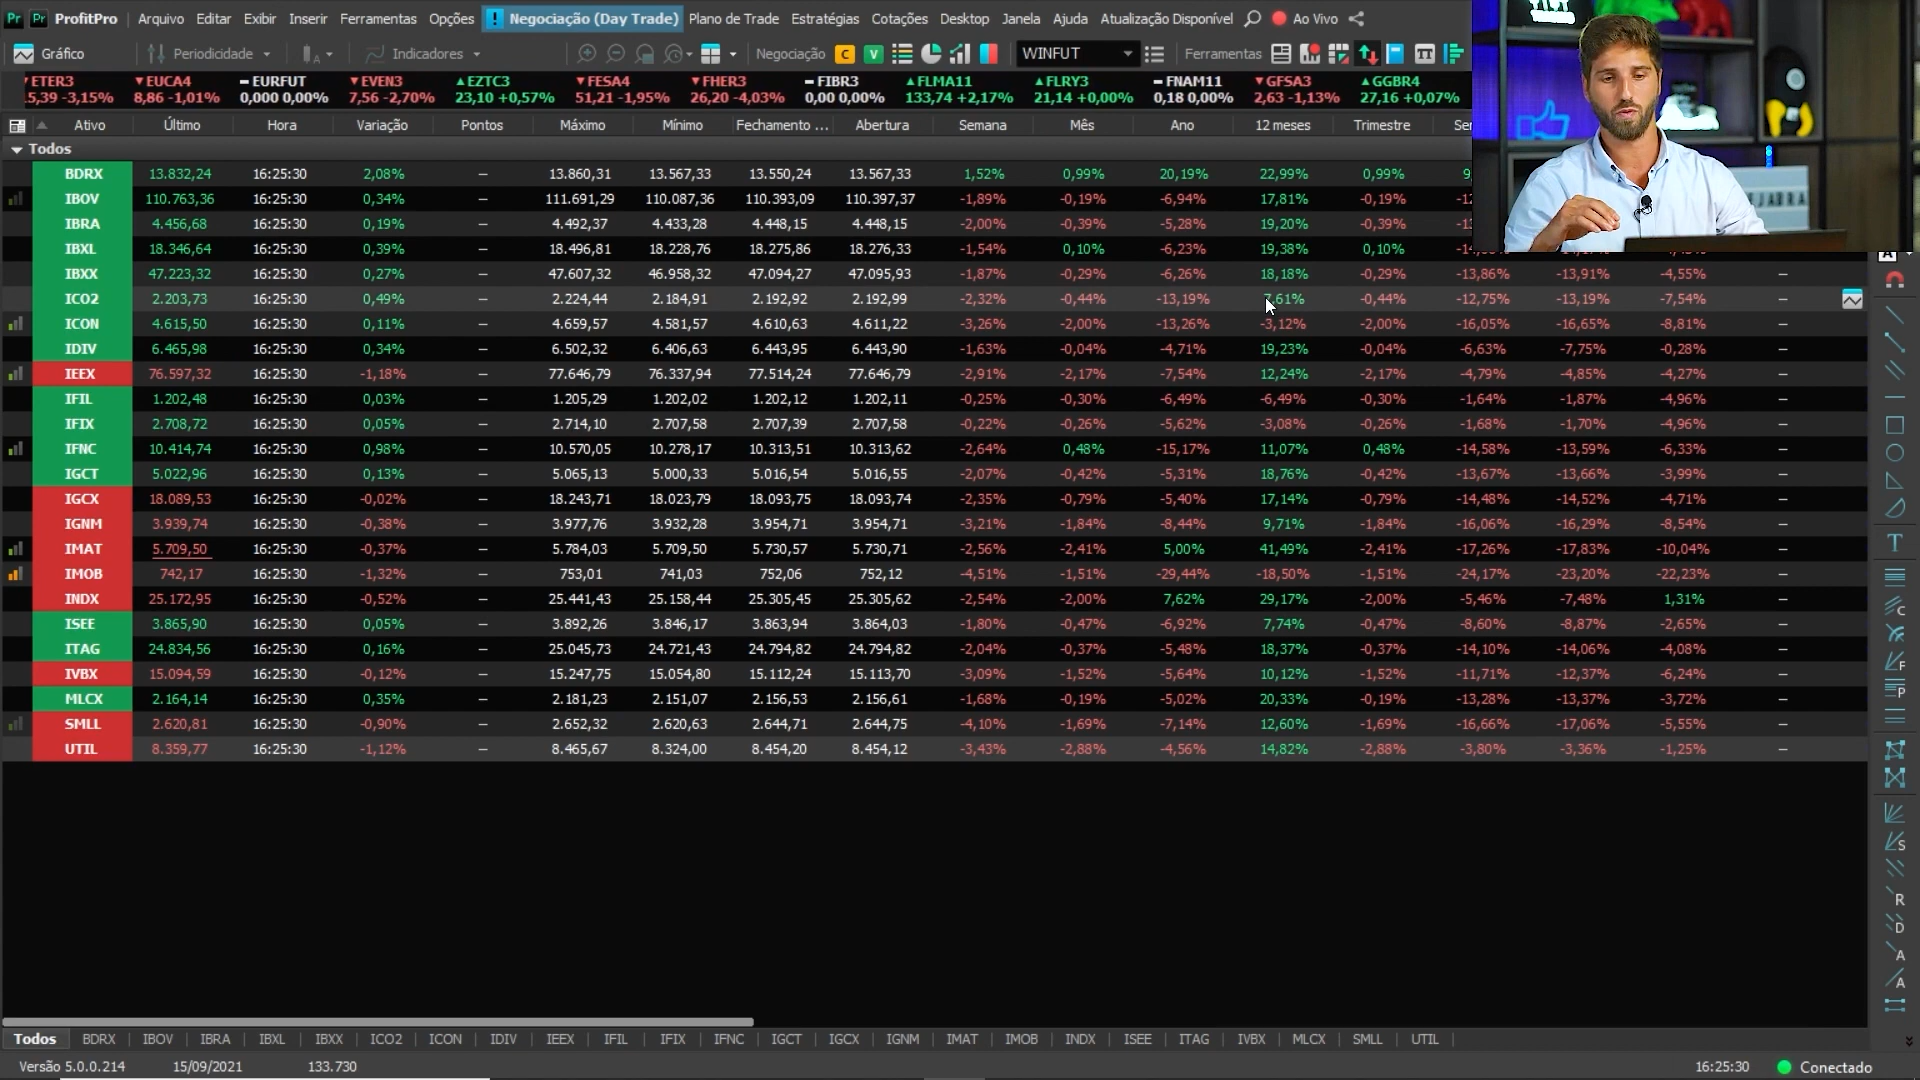 ProfitPro Arquivo Editar Exibir Inserir Ferramentas Opções Negociação (Day Trade) Plano de Trade Estratégias Cotações Desktop Janela Ajuda Atualização Disponível Ao Vivo
Gráfico Periodicidade Indicadores Negociação C V WINFUT Ferramentas
ETER3 EUCA4 EURFUT EVEN3 EZTC3 FESA4 FHER3 FIBR3 FLMA11 FLRY3 FNAM11 GFSA3 GGBR4
5,39 -3,15% 8,86 -1,01% 0,000 0,00% 7,56 -2,70% 23,10 +0,57% 51,21 -1,95% 26,20 -4,03% 0,00 0,00% 133,74 +2,17% 21,14 +0,00% 0,18 0,00% 2,63 -1,13% 27,16 +0,07%
Ativo Último Hora Variação Pontos Máximo Mínimo Fechamento ... Abertura Semana Mês Ano 12 meses Trimestre
Todos
BDRX 13.832,24 16:25:30 2,08% – 13.860,31 13.567,33 13.550,24 13.567,33 1,52% 0,99% 20,19% 22,99% 0,99%
IBOV 110.763,36 16:25:30 0,34% – 111.691,29 110.087,36 110.393,09 110.397,37 -1,89% -0,19% -6,94% 17,81% -0,19%
IBRA 4.456,68 16:25:30 0,19% – 4.492,37 4.433,28 4.448,15 4.448,15 -2,00% -0,39% -5,28% 19,20% -0,39%
IBXL 18.346,64 16:25:30 0,39% – 18.496,81 18.228,76 18.275,86 18.276,33 -1,54% 0,10% -6,23% 19,38% 0,10%
IBXX 47.223,32 16:25:30 0,27% – 47.607,32 46.958,32 47.094,27 47.095,93 -1,87% -0,29% -6,26% 18,18% -0,29% -13,86% -13,91% -4,55% –
ICO2 2.203,73 16:25:30 0,49% – 2.224,44 2.184,91 2.192,92 2.192,99 -2,32% -0,44% -13,19% 7,61% -0,44% -12,75% -13,19% -7,54% –
ICON 4.615,50 16:25:30 0,11% – 4.659,57 4.581,57 4.610,63 4.611,22 -3,26% -2,00% -13,26% -3,12% -2,00% -16,05% -16,65% -8,81% –
IDIV 6.465,98 16:25:30 0,34% – 6.502,32 6.406,63 6.443,95 6.443,90 -1,63% -0,04% -4,71% 19,23% -0,04% -6,63% -7,75% -0,28% –
IEEX 76.597,32 16:25:30 -1,18% – 77.646,79 76.337,94 77.514,24 77.646,79 -2,91% -2,17% -7,54% 12,24% -2,17% -4,79% -4,85% -4,27% –
IFIL 1.202,48 16:25:30 0,03% – 1.205,29 1.202,02 1.202,12 1.202,11 -0,25% -0,30% -6,49% -6,49% -0,30% -1,64% -1,87% -4,96% –
IFIX 2.708,72 16:25:30 0,05% – 2.714,10 2.707,58 2.707,39 2.707,58 -0,22% -0,26% -5,62% -3,08% -0,26% -1,68% -1,70% -4,96% –
IFNC 10.414,74 16:25:30 0,98% – 10.570,05 10.278,17 10.313,51 10.313,62 -2,64% 0,48% -15,17% 11,07% 0,48% -14,58% -13,59% -6,33% –
IGCT 5.022,96 16:25:30 0,13% – 5.065,13 5.000,33 5.016,54 5.016,55 -2,07% -0,42% -5,31% 18,76% -0,42% -13,67% -13,66% -3,99% –
IGCX 18.089,53 16:25:30 -0,02% – 18.243,71 18.023,79 18.093,75 18.093,74 -2,35% -0,79% -5,40% 17,14% -0,79% -14,48% -14,52% -4,71% –
IGNM 3.939,74 16:25:30 -0,38% – 3.977,76 3.932,28 3.954,71 3.954,71 -3,21% -1,84% -8,44% 9,71% -1,84% -16,06% -16,29% -8,54% –
IMAT 5.709,50 16:25:30 -0,37% – 5.784,03 5.709,50 5.730,57 5.730,71 -2,56% -2,41% 5,00% 41,49% -2,41% -17,26% -17,83% -10,04% –
IMOB 742,17 16:25:30 -1,32% – 753,01 741,03 752,06 752,12 -4,51% -1,51% -29,44% -18,50% -1,51% -24,17% -23,20% -22,23% –
INDX 25.172,95 16:25:30 -0,52% – 25.441,43 25.158,44 25.305,45 25.305,62 -2,54% -2,00% 7,62% 29,17% -2,00% -5,46% -7,48% 1,31% –
ISEE 3.865,90 16:25:30 0,05% – 3.892,26 3.846,17 3.863,94 3.864,03 -1,80% -0,47% -6,92% 7,74% -0,47% -8,60% -8,87% -2,65% –
ITAG 24.834,56 16:25:30 0,16% – 25.045,73 24.721,43 24.794,82 24.794,82 -2,04% -0,37% -5,48% 18,37% -0,37% -14,10% -14,06% -4,08% –
IVBX 15.094,59 16:25:30 -0,12% – 15.247,75 15.054,80 15.112,24 15.113,70 -3,09% -1,52% -5,64% 10,12% -1,52% -11,71% -12,37% -6,24% –
MLCX 2.164,14 16:25:30 0,35% – 2.181,23 2.151,07 2.156,53 2.156,61 -1,68% -0,19% -5,02% 20,33% -0,19% -13,28% -13,37% -3,72% –
SMLL 2.620,81 16:25:30 -0,90% – 2.652,32 2.620,63 2.644,71 2.644,75 -4,10% -1,69% -7,14% 12,60% -1,69% -16,66% -17,06% -5,55% –
UTIL 8.359,77 16:25:30 -1,12% – 8.465,67 8.324,00 8.454,20 8.454,12 -3,43% -2,88% -4,56% 14,82% -2,88% -3,80% -3,36% -1,25% –
Todos BDRX IBOV IBRA IBXL IBXX ICO2 ICON IDIV IEEX IFIL IFIX IFNC IGCT IGCX IGNM IMAT IMOB INDX ISEE ITAG IVBX MLCX SMLL UTIL
Versão 5.0.0.214 15/09/2021 133.730 16:25:30 Conectado